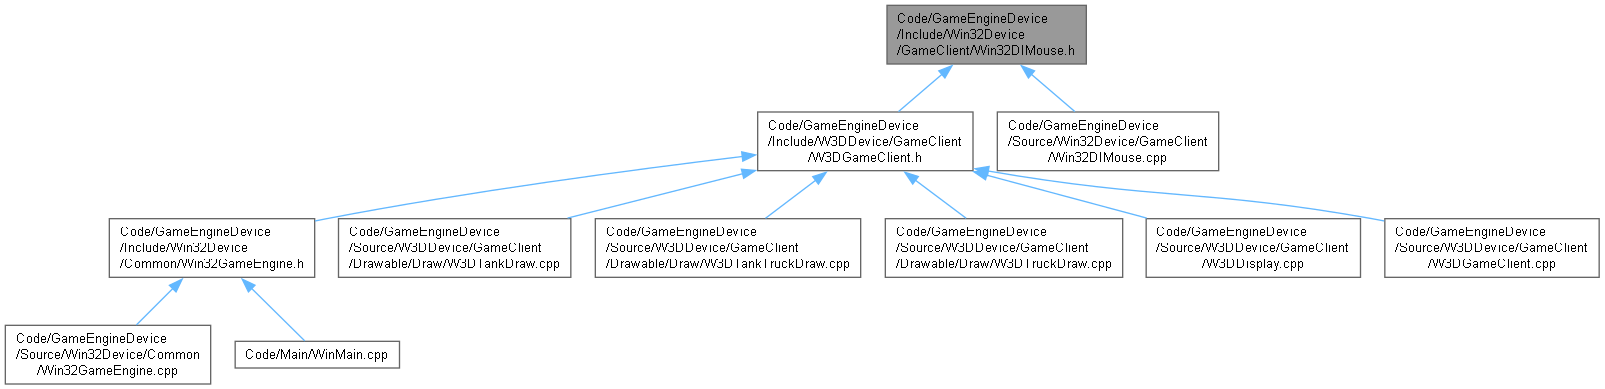 Code/GameEngineDevice
/Include/Win32Device
/GameClient/Win32DIMouse.h
Code/GameEngineDevice
/Include/W3DDevice/GameClient
/W3DGameClient.h
Code/GameEngineDevice
/Source/Win32Device/GameClient
/Win32DIMouse.cpp
Code/GameEngineDevice
/Include/Win32Device
/Common/Win32GameEngine.h
Code/GameEngineDevice
/Source/W3DDevice/GameClient
/Drawable/Draw/W3DTankDraw.cpp
Code/GameEngineDevice
/Source/W3DDevice/GameClient
/Drawable/Draw/W3DTankTruckDraw.cpp
Code/GameEngineDevice
/Source/W3DDevice/GameClient
/Drawable/Draw/W3DTruckDraw.cpp
Code/GameEngineDevice
/Source/W3DDevice/GameClient
/W3DDisplay.cpp
Code/GameEngineDevice
/Source/W3DDevice/GameClient
/W3DGameClient.cpp
Code/GameEngineDevice
/Source/Win32Device/Common
/Win32GameEngine.cpp
Code/Main/WinMain.cpp